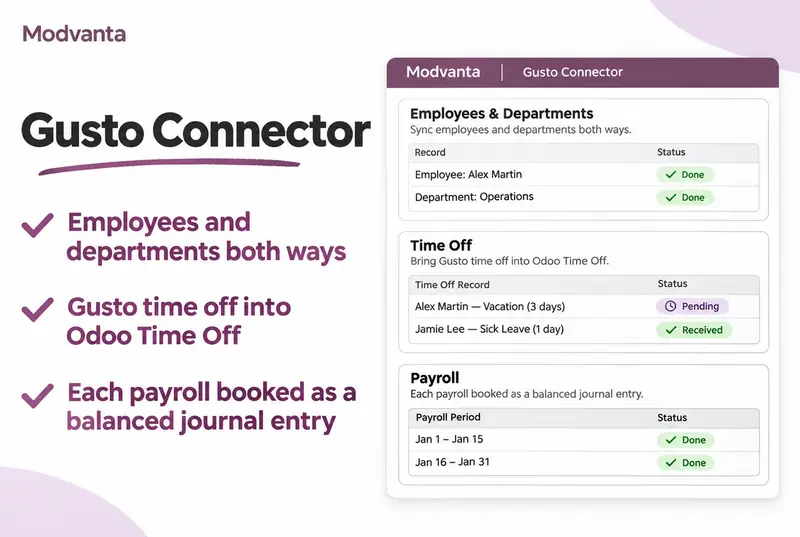 Modvanta
Gusto Connector
Employees and
departments both ways
Gusto time off into
Odoo Time Off
Each payroll booked as a
balanced journal entry
Modvanta | Gusto Connector
Employees & Departments
Sync employees and departments both ways.
Record Status
Employee: Alex Martin Done
Department: Operations Done
Time Off
Bring Gusto time off into Odoo Time Off.
Time Off Record Status
Alex Martin — Vacation (3 days) Pending
Jamie Lee — Sick Leave (1 day) Received
Payroll
Each payroll booked as a balanced journal entry.
Payroll Period Status
Jan 1 – Jan 15 Done
Jan 16 – Jan 31 Done